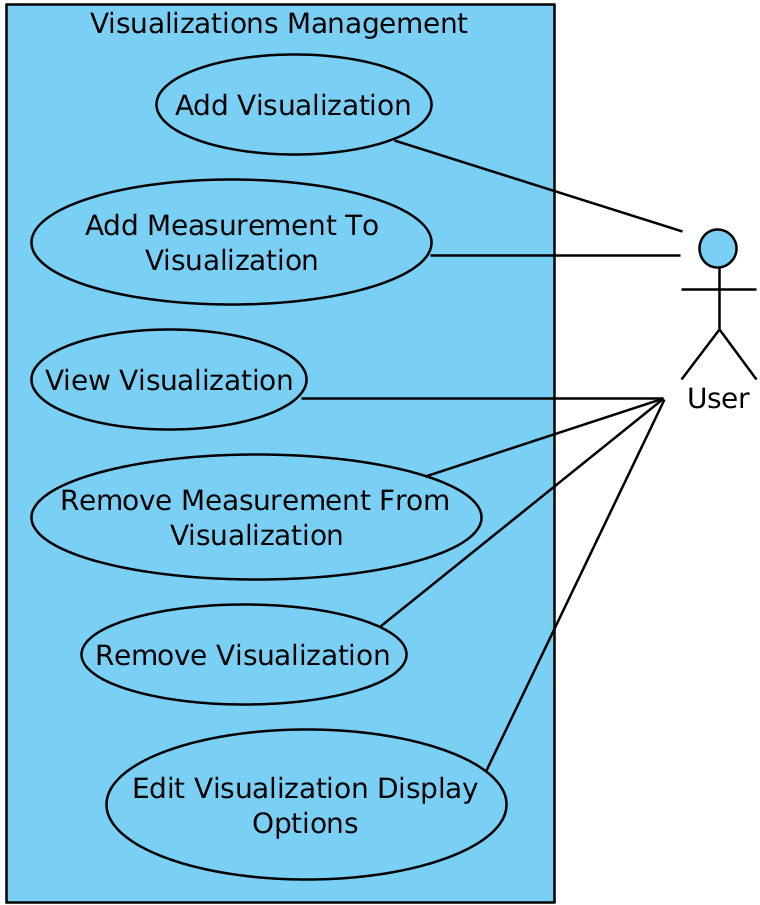 Visualizations Management
Add Visualization
Add Measurement To
Visualization
View Visualization
User
Remove Measurement From
Visualization
Remove Visualization
Edit Visualization Display
Options